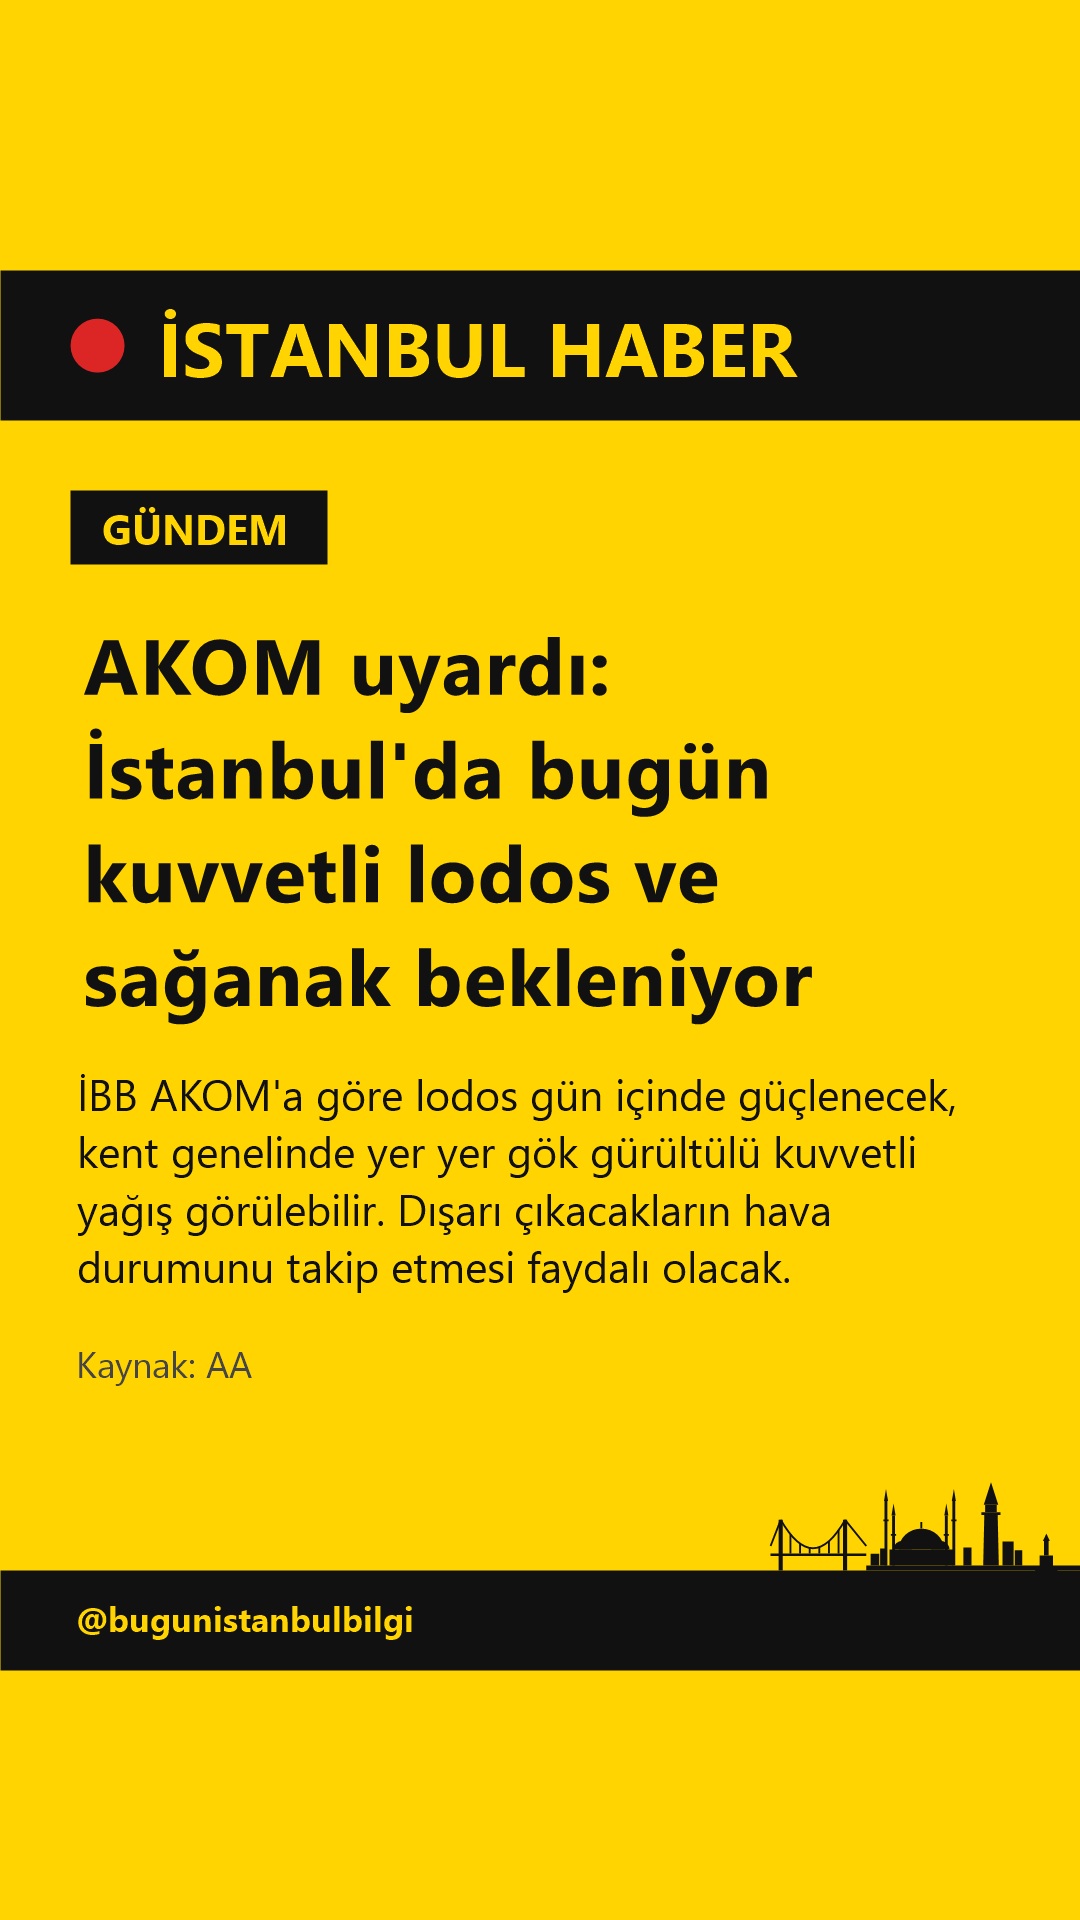 İSTANBUL HABER
GÜNDEM
AKOM uyardı:
İstanbul'da bugün
kuvvetli lodos ve
sağanak bekleniyor
İBB AKOM'a göre lodos gün içinde güçlenecek,
kent genelinde yer yer gök gürültülü kuvvetli
yağış görülebilir. Dışarı çıkacakların hava
durumunu takip etmesi faydalı olacak.
Kaynak: AA
@bugunistanbulbilgi